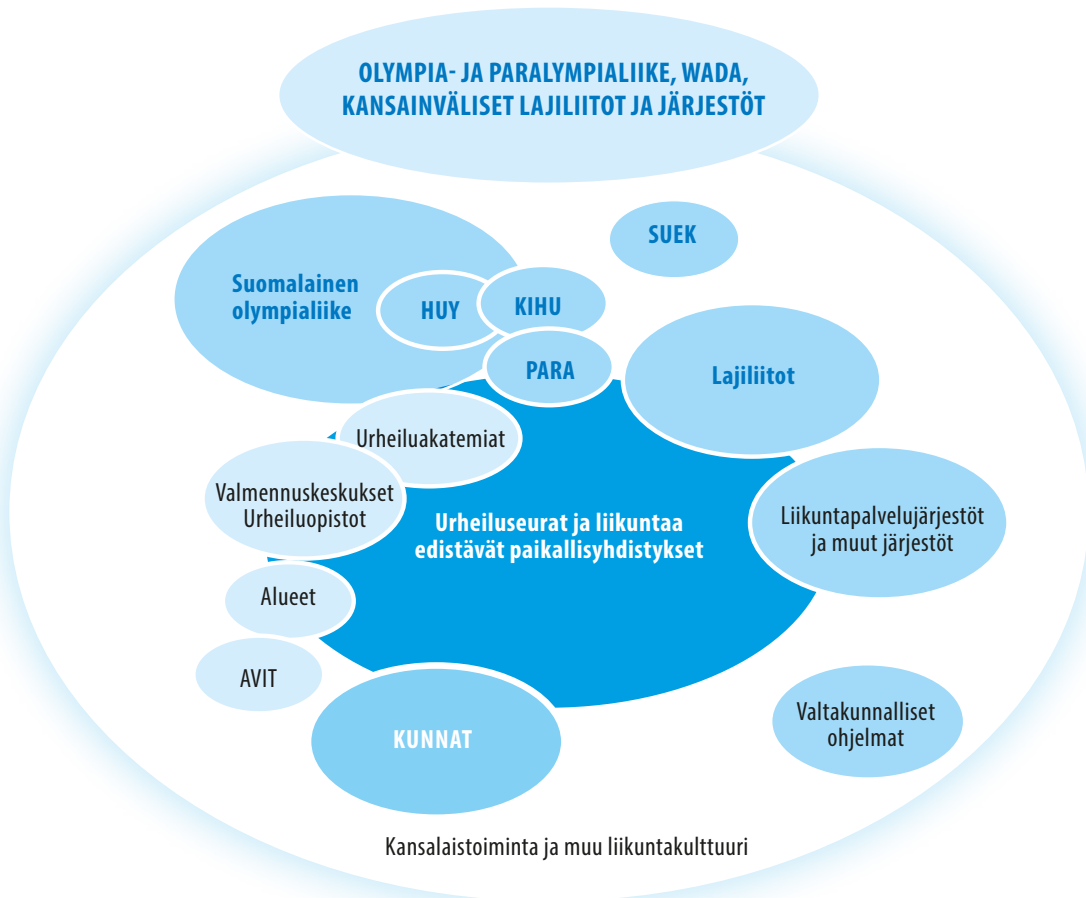 OLYMPIA- JA PARALYMPIALIIKE, WADA,
KANSAINVÄLISET LAJILIITOT JA JÄRJESTÖT
SUEK
Suomalainen
olympialiike
HUY
KIHU
PARA
Lajiliitot
Urheiluakatemiat
Valmennuskeskukset
Urheiluopistot
Urheiluseurat ja liikuntaa
edistävät paikallisyhdistykset
Liikuntapalvelujärjestöt
ja muut järjestöt
Alueet
AVIT
KUNNAT
Valtakunnalliset
ohjelmat
Kansalaistoiminta ja muu liikuntakulttuuri